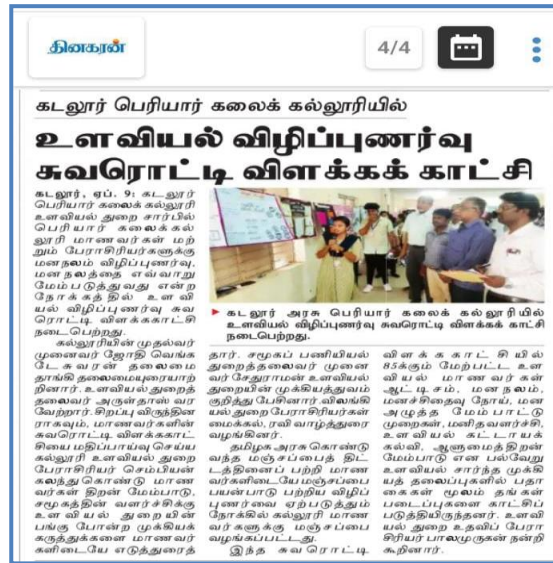 தினகரன்
4/4
கடலூர் பெரியார் கலைக் கல்லூரியில்
உளவியல் விழிப்புணர்வு
சுவரொட்டி விளக்கக் காட்சி
கடலூர், ஏப். 9: கடலூர்
பெரியார் கலைக் கல்லூரி
உளவியல் துறை சார்பில்
பெரியார் கலைக் கல்
லூரி மாணவர்கள் மற்
றும் பேராசிரியர்களுக்கு
மனநலம் விழிப்புணர்வு,
மனநலத்தை எவ்வாறு
மேம்படுத்துவது என்ற
நோக்கத்தில் உளவி
யல் விழிப்புணர்வு சுவ
ரொட்டி விளக்ககாட்சி
நடைபெற்றது.
கல்லூரியின் முதல்வர்
முனைவர் ஜோதி வெங்க
டேசுவரன் தலைமை
தாங்கி தலைமையுரையாற்
றினார். உளவியல் துறைத்
தலைவர் அருள்தாஸ் வர
வேற்றார். சிறப்பு விருந்தின
ராகவும், மாணவர்களின்
சுவரொட்டி விளக்ககாட்
சியை மதிப்பாய்வு செய்ய
கல்லூரி உளவியல் துறை
பேராசிரியர் செம்பியன்
கலந்து கொண்டு மாண
வர்கள் திறன் மேம்பாடு,
சமூகத்தின் வளர்ச்சிக்கு
உளவியல் துறையின்
பங்கு போன்ற முக்கியக்
கருத்துக்களை மாணவர்
களிடையே எடுத்துரைத்
கடலூர் அரசு பெரியார் கலைக் கல்லூரியில்
உளவியல் விழிப்புணர்வு சுவரொட்டி விளக்கக் காட்சி
நடைபெற்றது.
தார். சமூகப் பணியியல்
துறைத்தலைவர் முனை
வர் சேதுராமன் உளவியல்
துறையின் முக்கியத்துவம்
குறித்து பேசினார். விலங்கி
யல் துறை பேராசிரியர்கள்
மைக்கல், ரவி வாழ்த்துரை
வழங்கினர்.
தமிழக அரசு கொண்டு
வந்த மஞ்சப்பைத் திட்
டத்தினைப் பற்றி மாண
வர்களிடையே மஞ்சப்பை
பயன்பாடு பற்றிய விழிப்
புணர்வை ஏற்படுத்தும்
நோக்கில் கல்லூரி மாண
வர்களுக்கு மஞ்சப்பை
வழங்கப்பட்டது.
இந்த சுவரொட்டி
விளக்ககாட்சியில்
85க்கும் மேற்பட்ட உள
வியல் மாணவர்கள்
ஆட்டிசம், மனநலம்,
மனச்சிதைவு நோய், மன
அழுத்த மேம்பாட்டு
முறைகள், மனிதவளர்ச்சி,
உளவியல் கட்டாயக்
கல்வி, ஆளுமைத்திறன்
மேம்பாடு என பல்வேறு
உளவியல் சார்ந்த முக்கி
யத் தலைப்புகளில் பதா
கைகள் மூலம் தங்கள்
படைப்புகளை காட்சிப்
படுத்தியிருந்தனர். உளவி
யல் துறை உதவிப் பேரா
சிரியர் பாலமுருகன் நன்றி
கூறினார்.